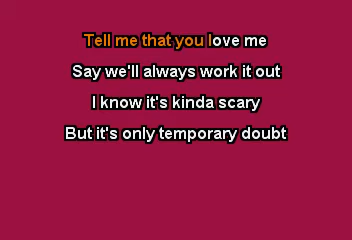 Tell me that you love me
Say we'll always work it out
I know it's kinda scary
But it's only temporary doubt